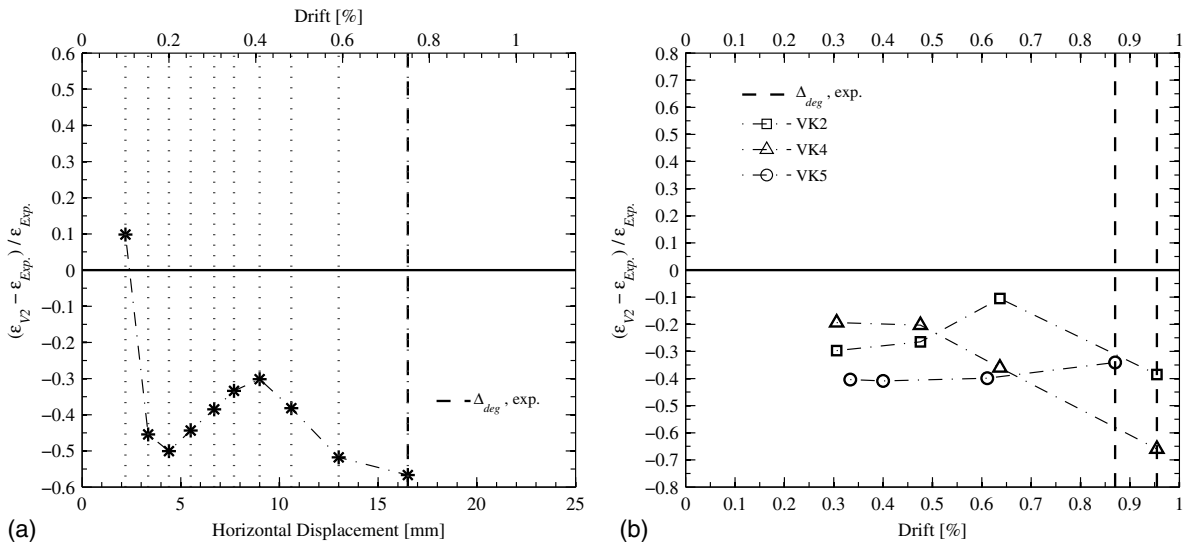 Drift [%]
0 0.25 0.5 0.75 1
0.6
0.5
0.4
0.3
0.2
0.1
0
−0.1
−0.2
−0.3
−0.4
−0.5
−0.6
(ε_V2 − ε_Exp.) / ε_Exp.
Δ_deg , exp.
0 5 10 15 20 25
Horizontal Displacement [mm]
(a)
0 0.1 0.2 0.3 0.4 0.5 0.6 0.7 0.8 0.9 1
0.8
0.7
0.6
0.5
0.4
0.3
0.2
0.1
0
−0.1
−0.2
−0.3
−0.4
−0.5
−0.6
−0.7
−0.8
(ε_V2 − ε_Exp.) / ε_Exp.
Δ_deg , exp.
VK2
VK4
VK5
0 0.1 0.2 0.3 0.4 0.5 0.6 0.7 0.8 0.9 1
Drift [%]
(b)